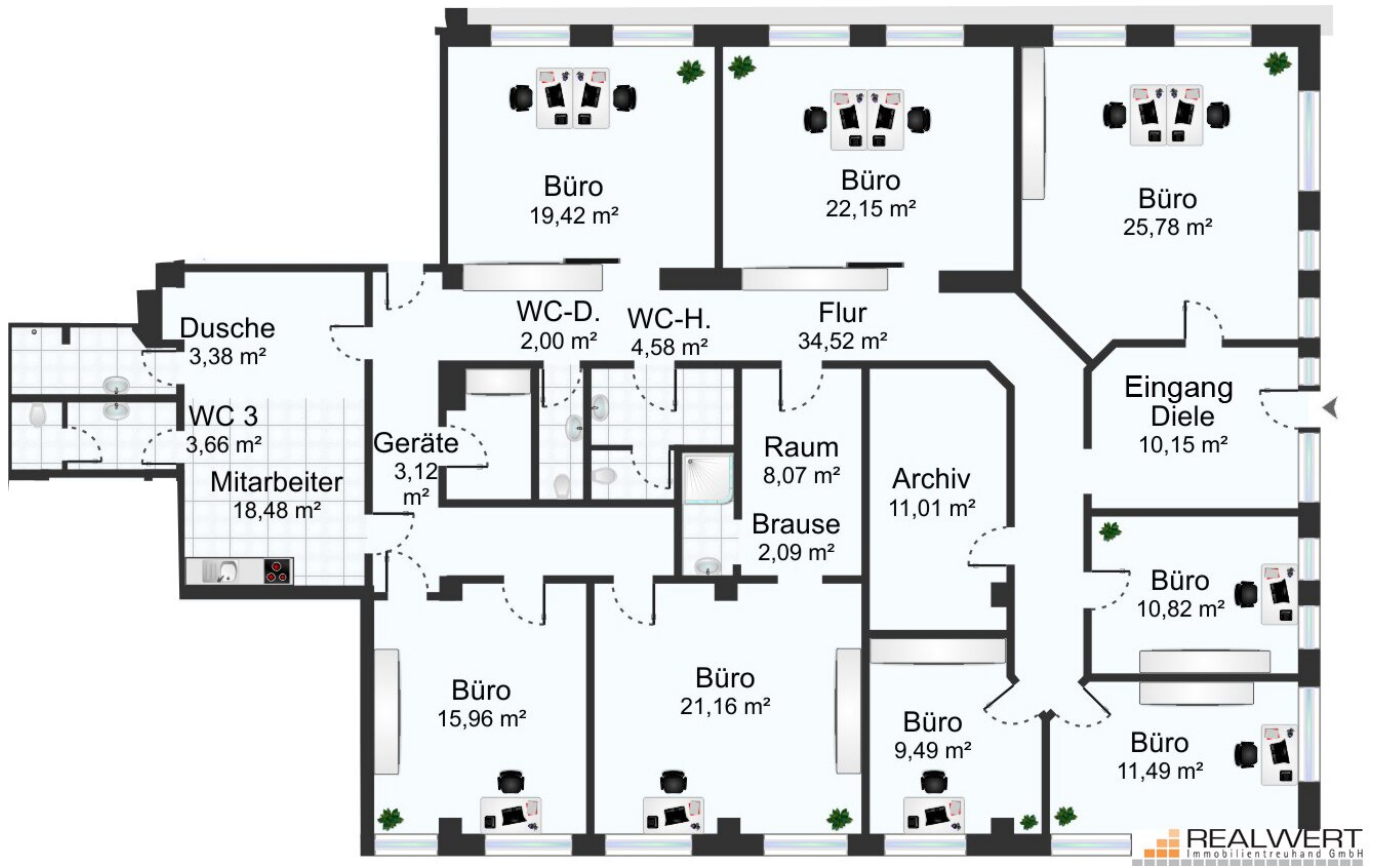 Büro
19,42 m²
Büro
22,15 m²
Büro
25,78 m²
Dusche
3,38 m²
WC-D.
2,00 m²
WC-H.
4,58 m²
Flur
34,52 m²
Eingang
Diele
10,15 m²
WC 3
3,66 m²
Mitarbeiter
18,48 m²
Geräte
3,12
m²
Raum
8,07 m²
Brause
2,09 m²
Archiv
11,01 m²
Büro
10,82 m²
Büro
15,96 m²
Büro
21,16 m²
Büro
9,49 m²
Büro
11,49 m²
REALWERT
Immobilientreuhand GmbH